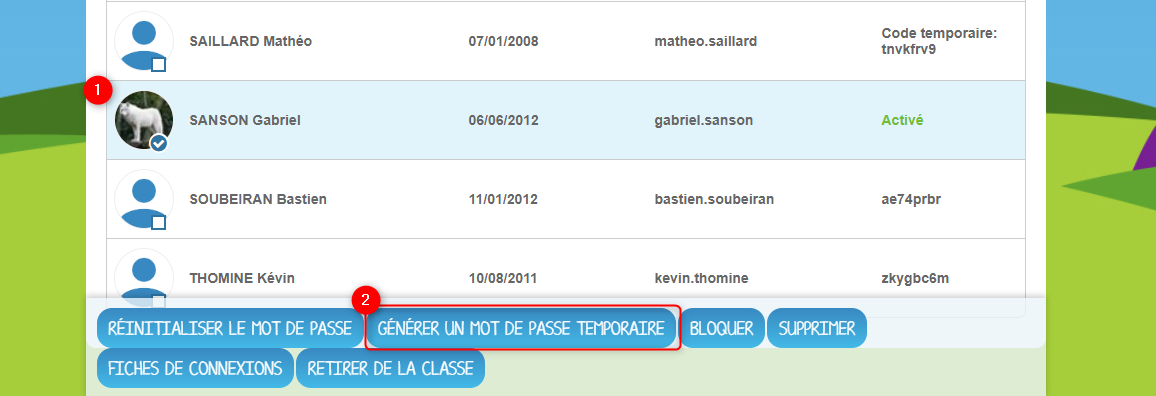 SAILLARD Mathéo 07/01/2008 matheo.saillard Code temporaire:
tnvkfrv9
1
SANSON Gabriel 06/06/2012 gabriel.sanson Activé
SOUBEIRAN Bastien 11/01/2012 bastien.soubeiran ae74prbr
THOMINE Kévin 10/08/2011 kevin.thomine zkygbc6m
2
RÉINITIALISER LE MOT DE PASSE GÉNÉRER UN MOT DE PASSE TEMPORAIRE BLOQUER SUPPRIMER
FICHES DE CONNEXIONS RETIRER DE LA CLASSE